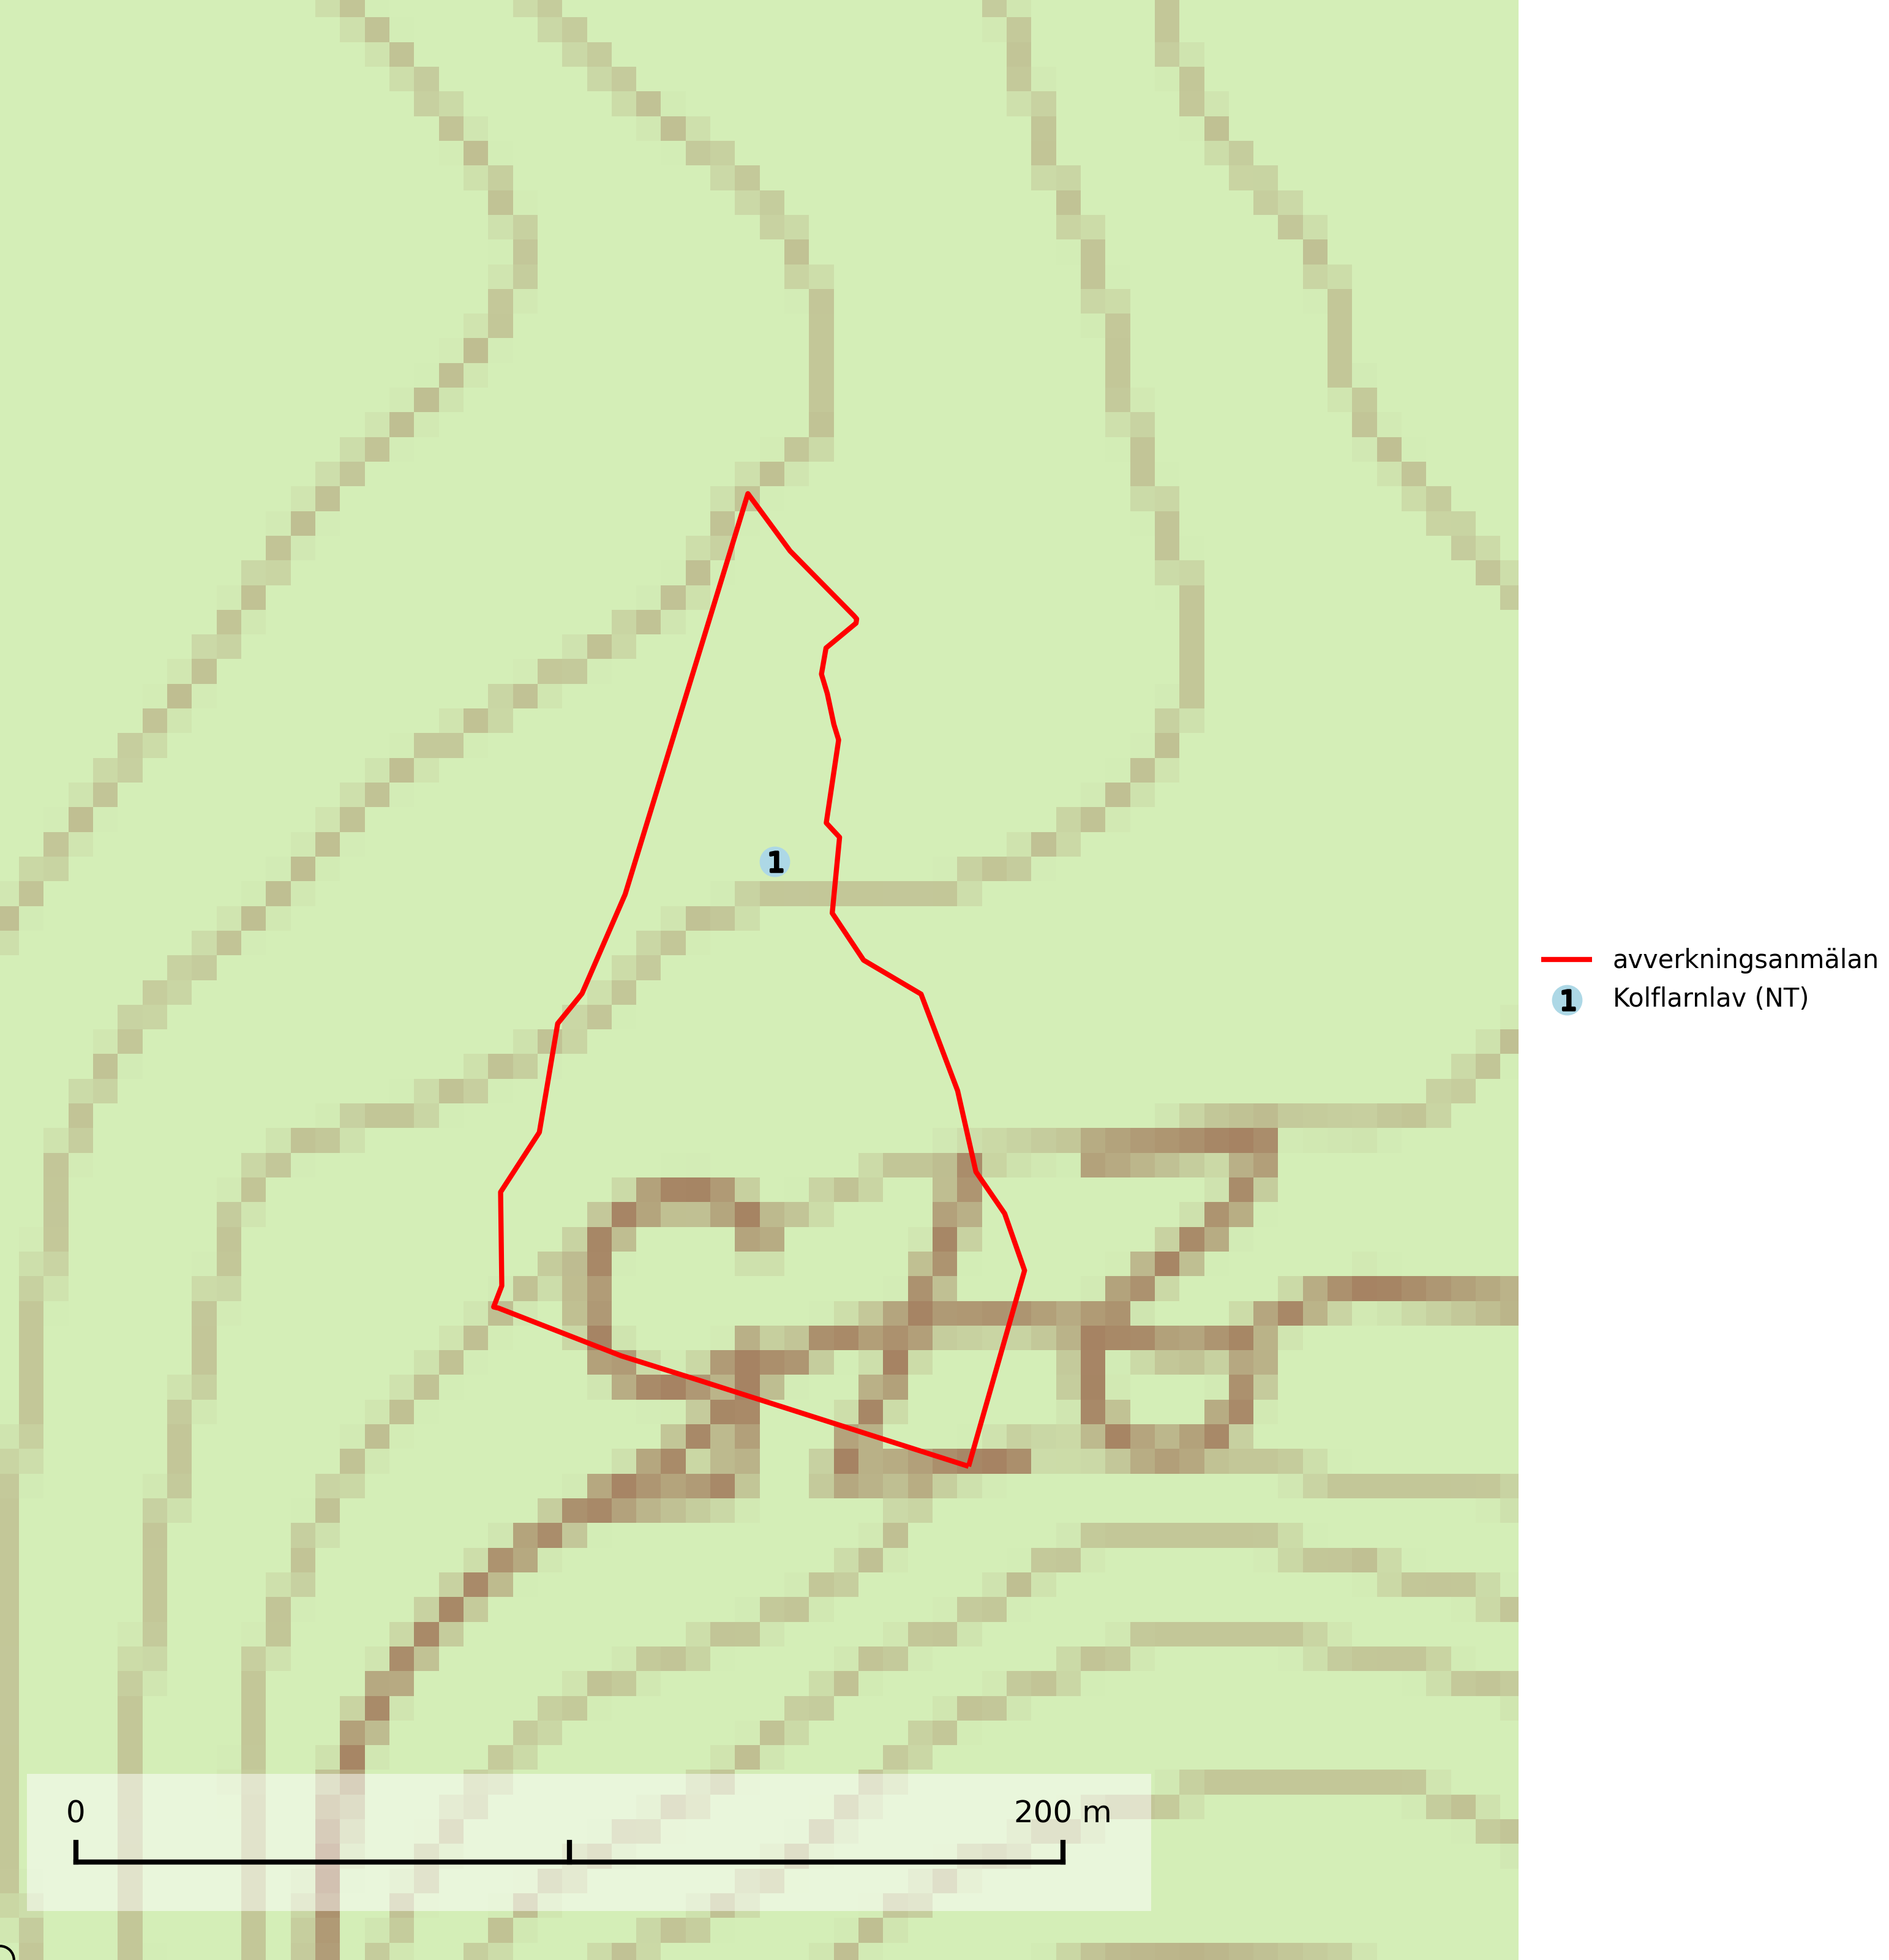 1
avverkningsanmälan
1 Kolflarnlav (NT)
0 200 m